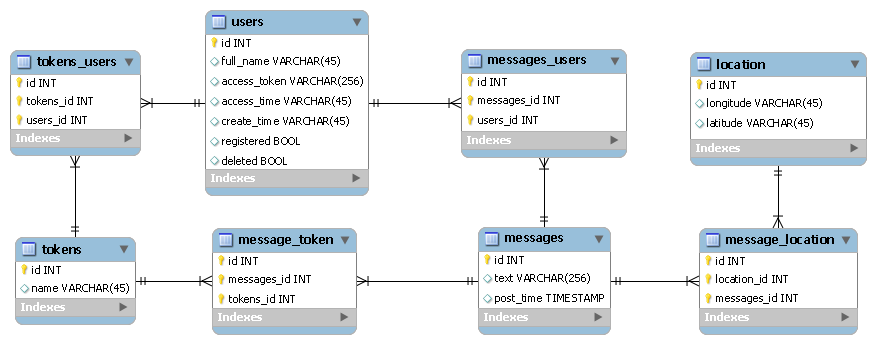 tokens_users
id INT
tokens_id INT
users_id INT
Indexes
users
id INT
full_name VARCHAR(45)
access_token VARCHAR(256)
access_time VARCHAR(45)
create_time VARCHAR(45)
registered BOOL
deleted BOOL
Indexes
messages_users
id INT
messages_id INT
users_id INT
Indexes
location
id INT
longitude VARCHAR(45)
latitude VARCHAR(45)
Indexes
tokens
id INT
name VARCHAR(45)
Indexes
message_token
id INT
messages_id INT
tokens_id INT
Indexes
messages
id INT
text VARCHAR(256)
post_time TIMESTAMP
Indexes
message_location
id INT
location_id INT
messages_id INT
Indexes